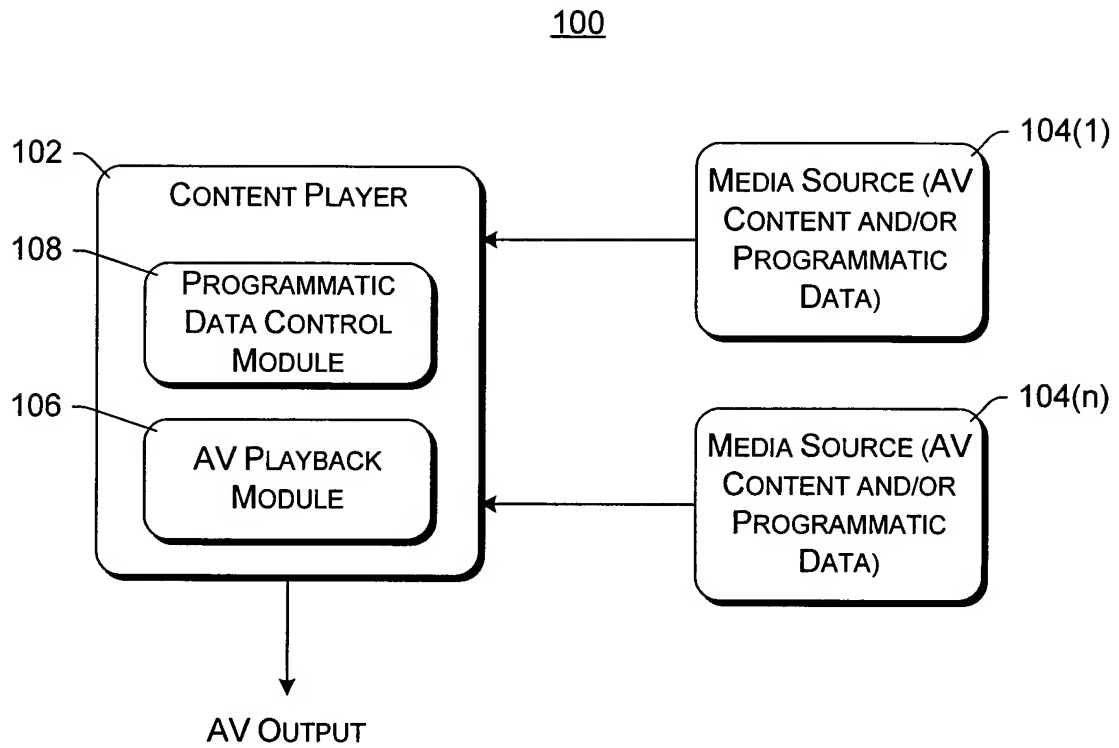 100
102
CONTENT PLAYER
108
PROGRAMMATIC
DATA CONTROL
MODULE
106
AV PLAYBACK
MODULE
AV OUTPUT
104(1)
MEDIA SOURCE (AV
CONTENT AND/OR
PROGRAMMATIC
DATA)
104(n)
MEDIA SOURCE (AV
CONTENT AND/OR
PROGRAMMATIC
DATA)